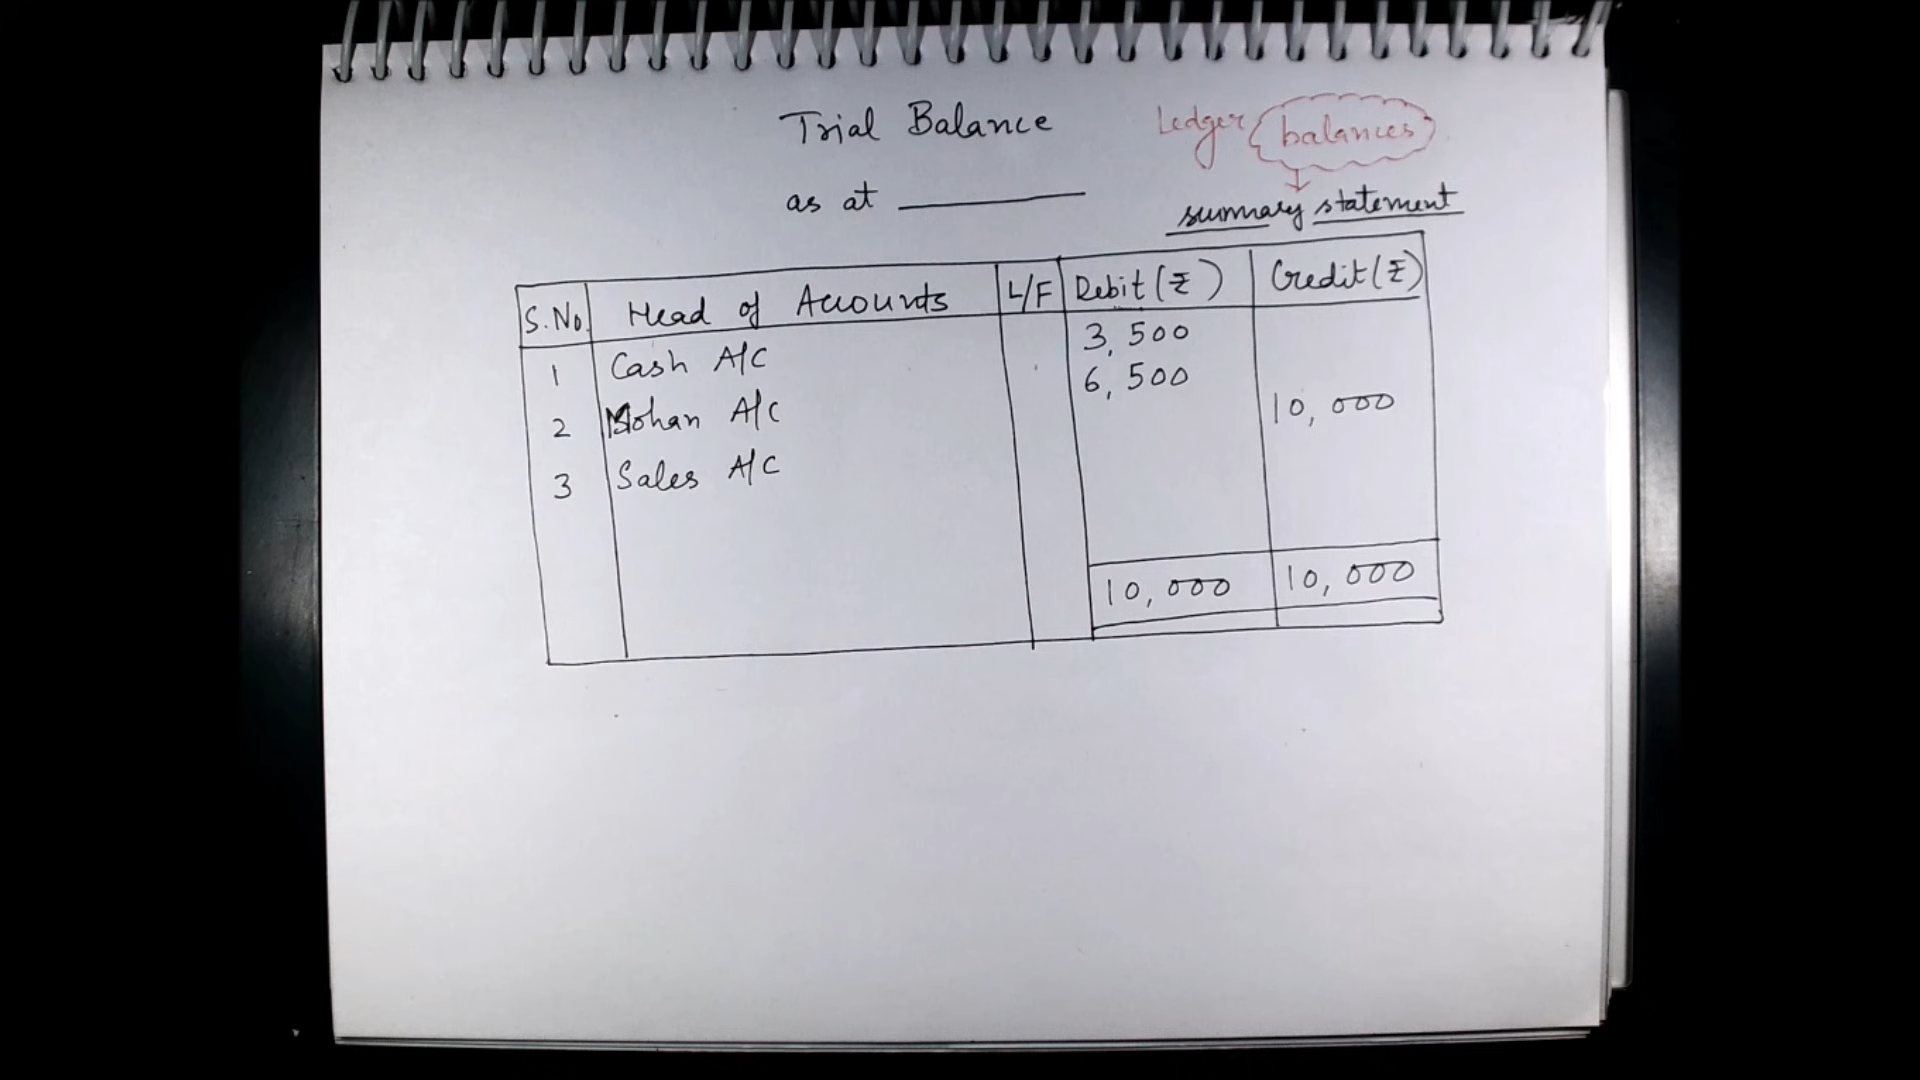 Trial Balance
Ledger balances
as at
summary statement
S.No. Head of Accounts L/F Debit (₹) Credit (₹)
1 Cash A/C 3,500
2 Mohan A/C 6,500
3 Sales A/C 10,000
10,000 10,000